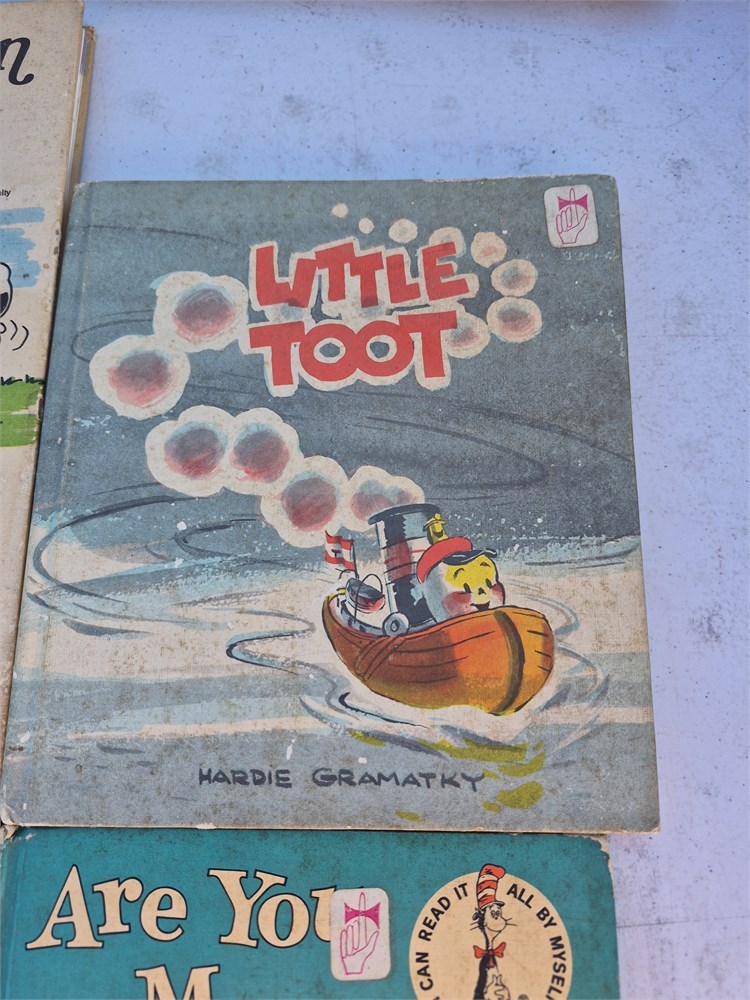 n
LITTLE
TOOT
HARDIE GRAMATKY
Are You
M
CAN READ IT ALL BY MYSELF